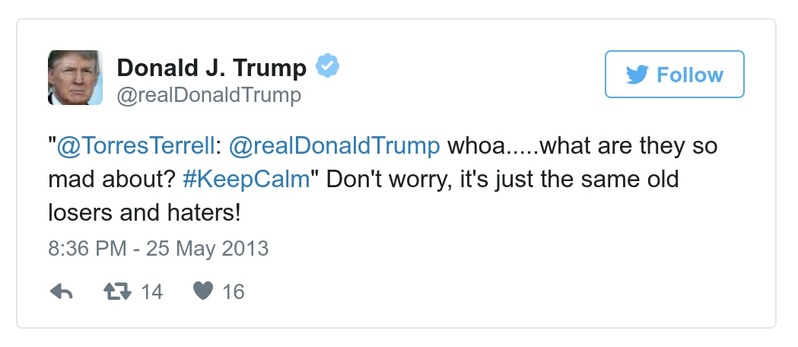 Donald J. Trump
@realDonaldTrump
Follow
"@TorresTerrell: @realDonaldTrump whoa.....what are they so
mad about? #KeepCalm" Don't worry, it's just the same old
losers and haters!
8:36 PM - 25 May 2013
14 16